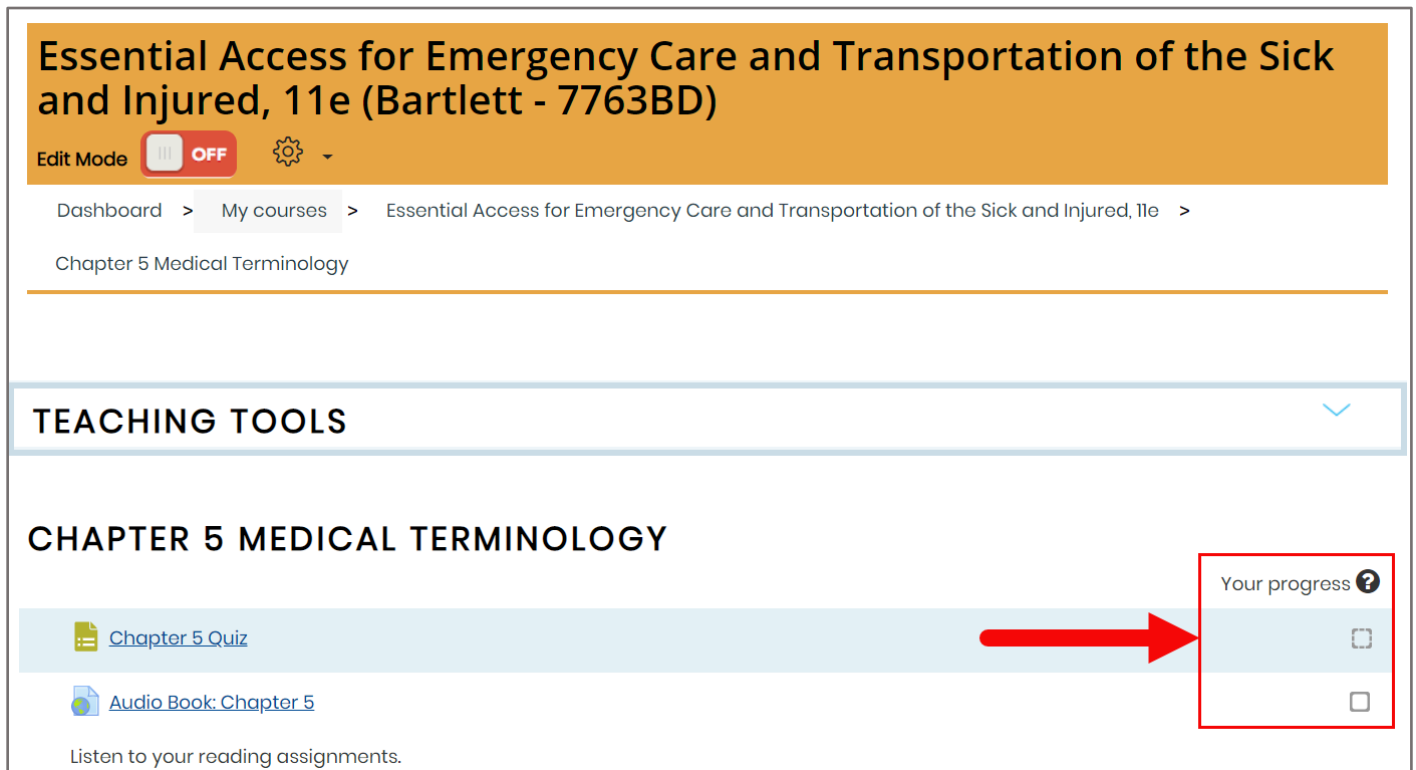 Essential Access for Emergency Care and Transportation of the Sick
and Injured, 11e (Bartlett - 7763BD)
Edit Mode OFF
Dashboard > My courses > Essential Access for Emergency Care and Transportation of the Sick and Injured, 11e >
Chapter 5 Medical Terminology
TEACHING TOOLS
CHAPTER 5 MEDICAL TERMINOLOGY
Your progress ?
Chapter 5 Quiz
Audio Book: Chapter 5
Listen to your reading assignments.